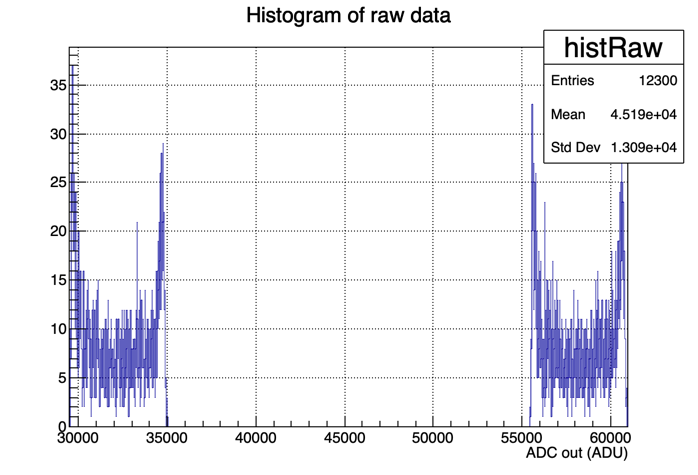 Histogram of raw data
histRaw
Entries 12300
Mean 4.519e+04
Std Dev 1.309e+04
35
30
25
20
15
10
5
0
30000 35000 40000 45000 50000 55000 60000
ADC out (ADU)